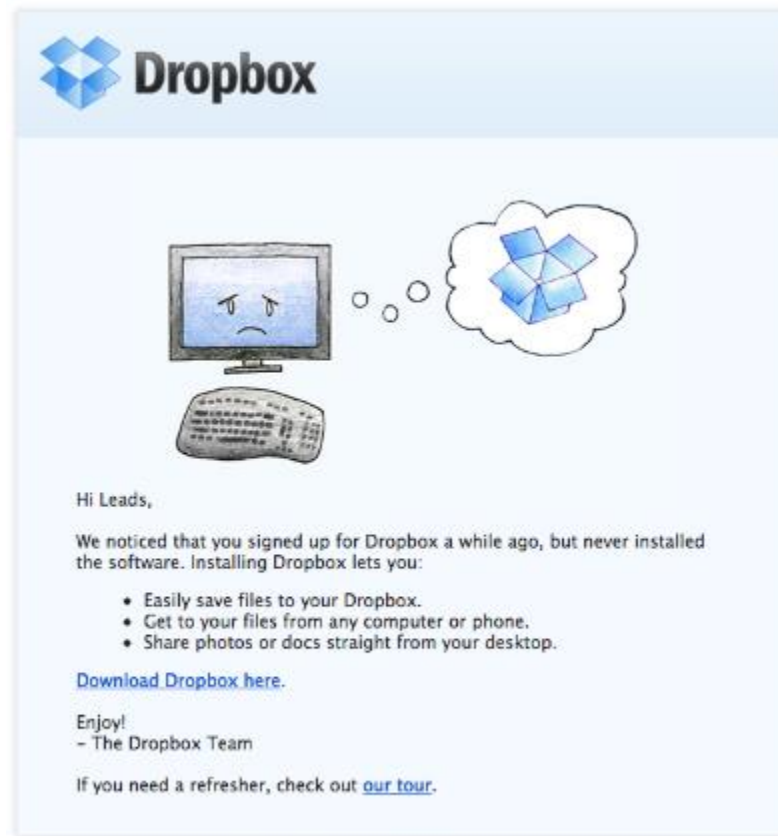 Dropbox
Hi Leads,
We noticed that you signed up for Dropbox a while ago, but never installed
the software. Installing Dropbox lets you:
• Easily save files to your Dropbox.
• Get to your files from any computer or phone.
• Share photos or docs straight from your desktop.
Download Dropbox here.
Enjoy!
– The Dropbox Team
If you need a refresher, check out our tour.